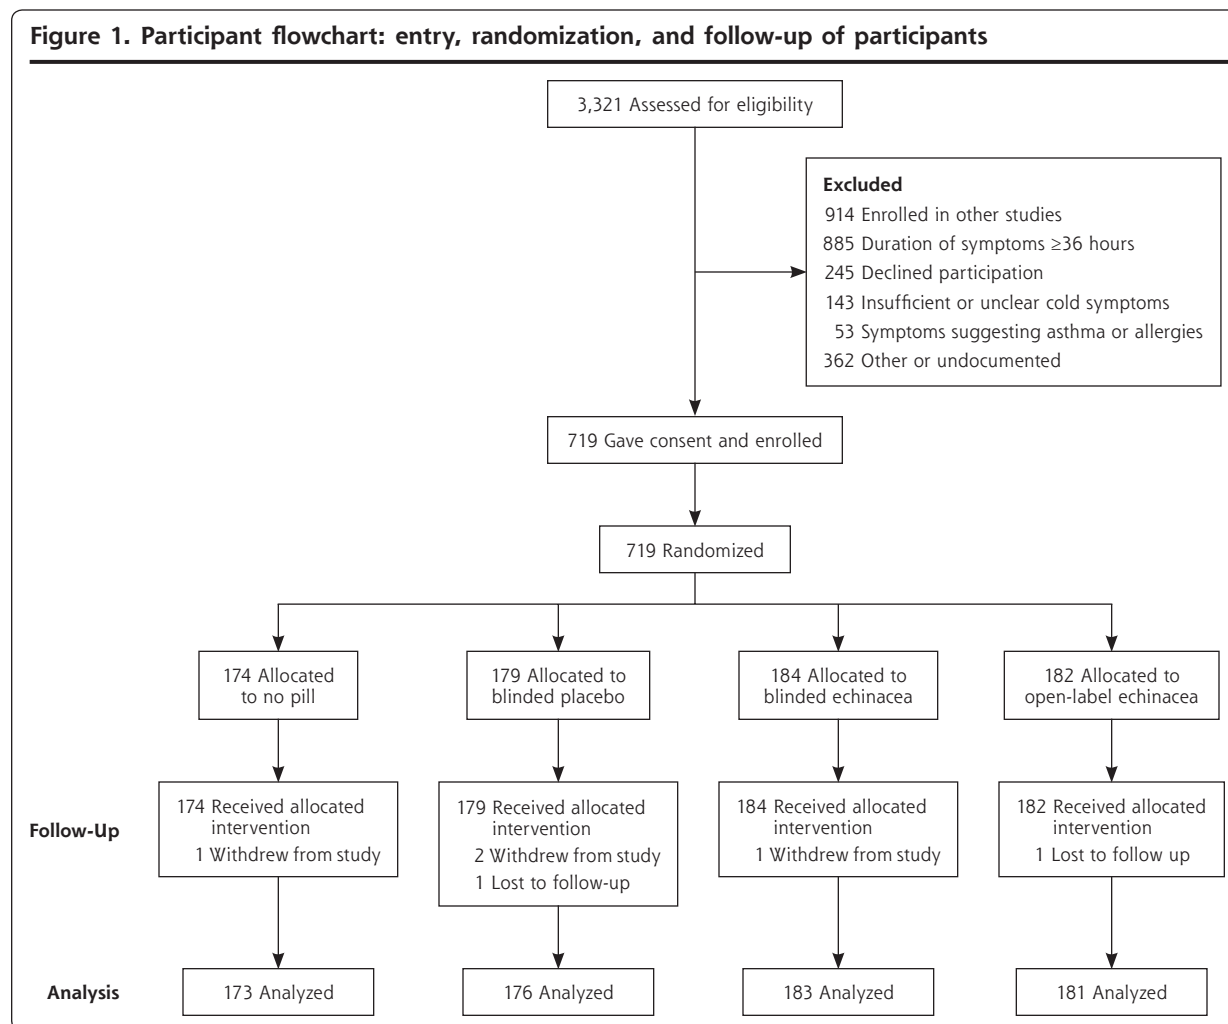 Figure 1. Participant flowchart: entry, randomization, and follow-up of participants
3,321 Assessed for eligibility
Excluded
914 Enrolled in other studies
885 Duration of symptoms ≥36 hours
245 Declined participation
143 Insufficient or unclear cold symptoms
53 Symptoms suggesting asthma or allergies
362 Other or undocumented
719 Gave consent and enrolled
719 Randomized
174 Allocated
to no pill
179 Allocated to
blinded placebo
184 Allocated to
blinded echinacea
182 Allocated to
open-label echinacea
Follow-Up
174 Received allocated
intervention
1 Withdrew from study
179 Received allocated
intervention
2 Withdrew from study
1 Lost to follow-up
184 Received allocated
intervention
1 Withdrew from study
182 Received allocated
intervention
1 Lost to follow up
Analysis
173 Analyzed
176 Analyzed
183 Analyzed
181 Analyzed